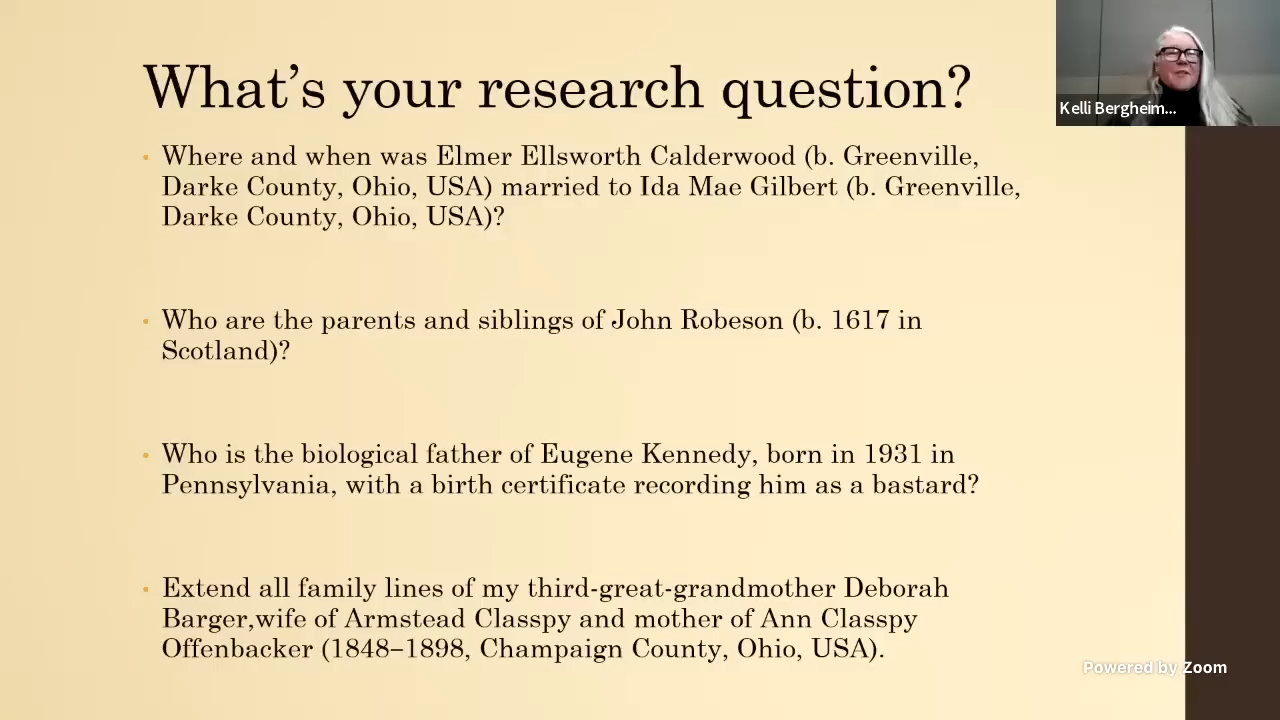 What's your research question?
Kelli Bergheim...
• Where and when was Elmer Ellsworth Calderwood (b. Greenville,
Darke County, Ohio, USA) married to Ida Mae Gilbert (b. Greenville,
Darke County, Ohio, USA)?
• Who are the parents and siblings of John Robeson (b. 1617 in
Scotland)?
• Who is the biological father of Eugene Kennedy, born in 1931 in
Pennsylvania, with a birth certificate recording him as a bastard?
• Extend all family lines of my third-great-grandmother Deborah
Barger,wife of Armstead Classpy and mother of Ann Classpy
Offenbacker (1848–1898, Champaign County, Ohio, USA).
Powered by Zoom